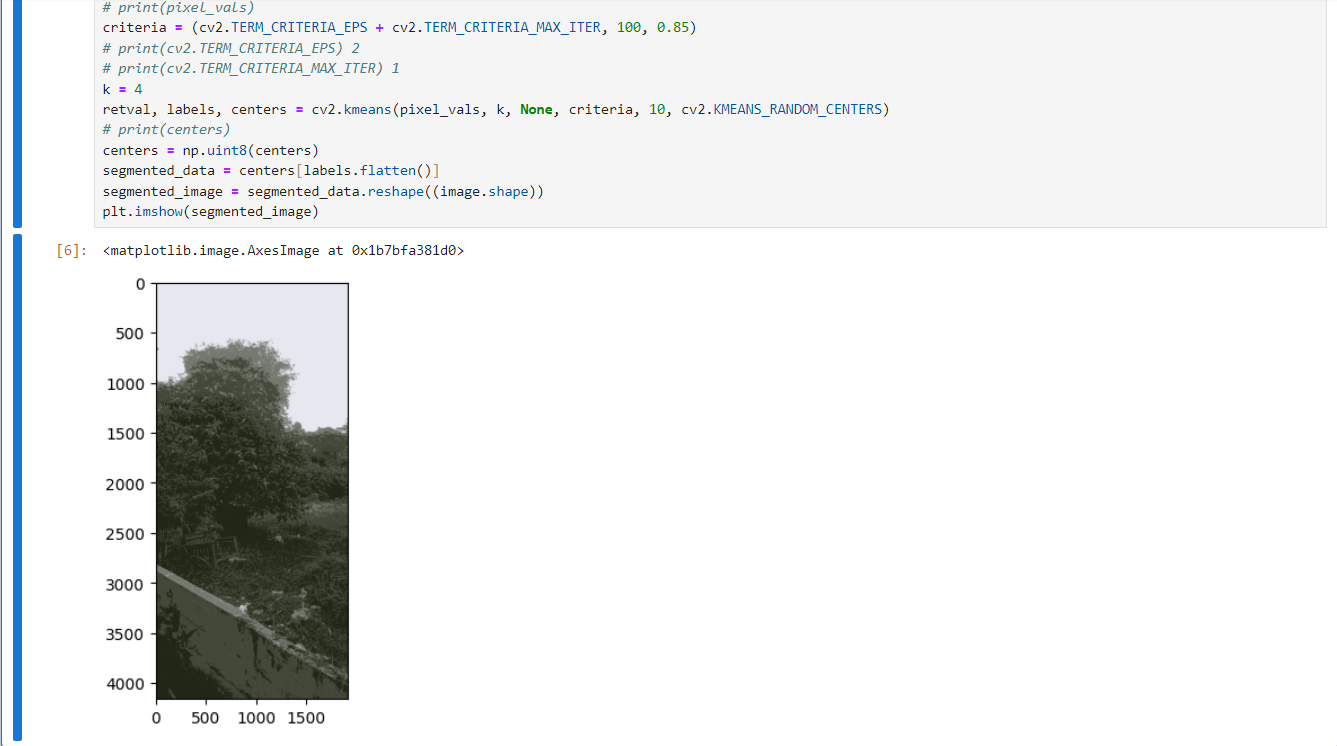 # print(pixel_vals)
criteria = (cv2.TERM_CRITERIA_EPS + cv2.TERM_CRITERIA_MAX_ITER, 100, 0.85)
# print(cv2.TERM_CRITERIA_EPS) 2
# print(cv2.TERM_CRITERIA_MAX_ITER) 1
k = 4
retval, labels, centers = cv2.kmeans(pixel_vals, k, None, criteria, 10, cv2.KMEANS_RANDOM_CENTERS)
# print(centers)
centers = np.uint8(centers)
segmented_data = centers[labels.flatten()]
segmented_image = segmented_data.reshape((image.shape))
plt.imshow(segmented_image)
[6]: <matplotlib.image.AxesImage at 0x1b7bfa381d0>
0
500
1000
1500
2000
2500
3000
3500
4000
0 500 1000 1500